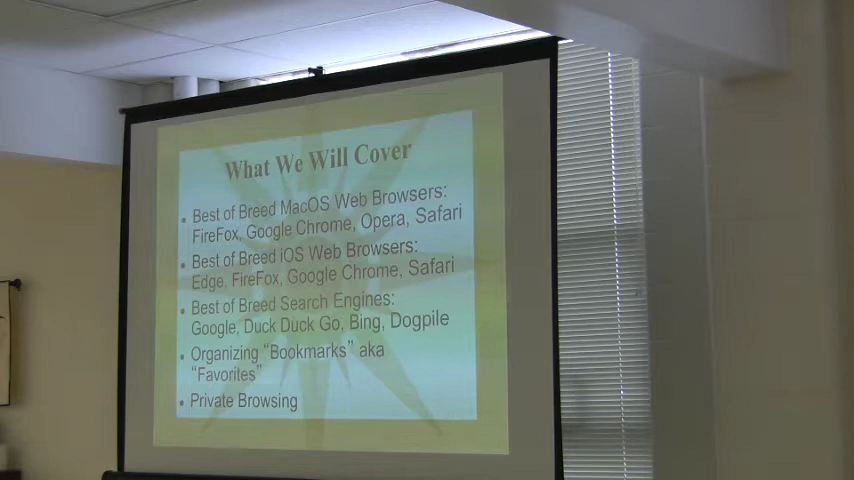 What We Will Cover
• Best of Breed MacOS Web Browsers:
FireFox, Google Chrome, Opera, Safari
• Best of Breed iOS Web Browsers:
Edge, FireFox, Google Chrome, Safari
• Best of Breed Search Engines:
Google, Duck Duck Go, Bing, Dogpile
• Organizing "Bookmarks" aka
"Favorites"
• Private Browsing